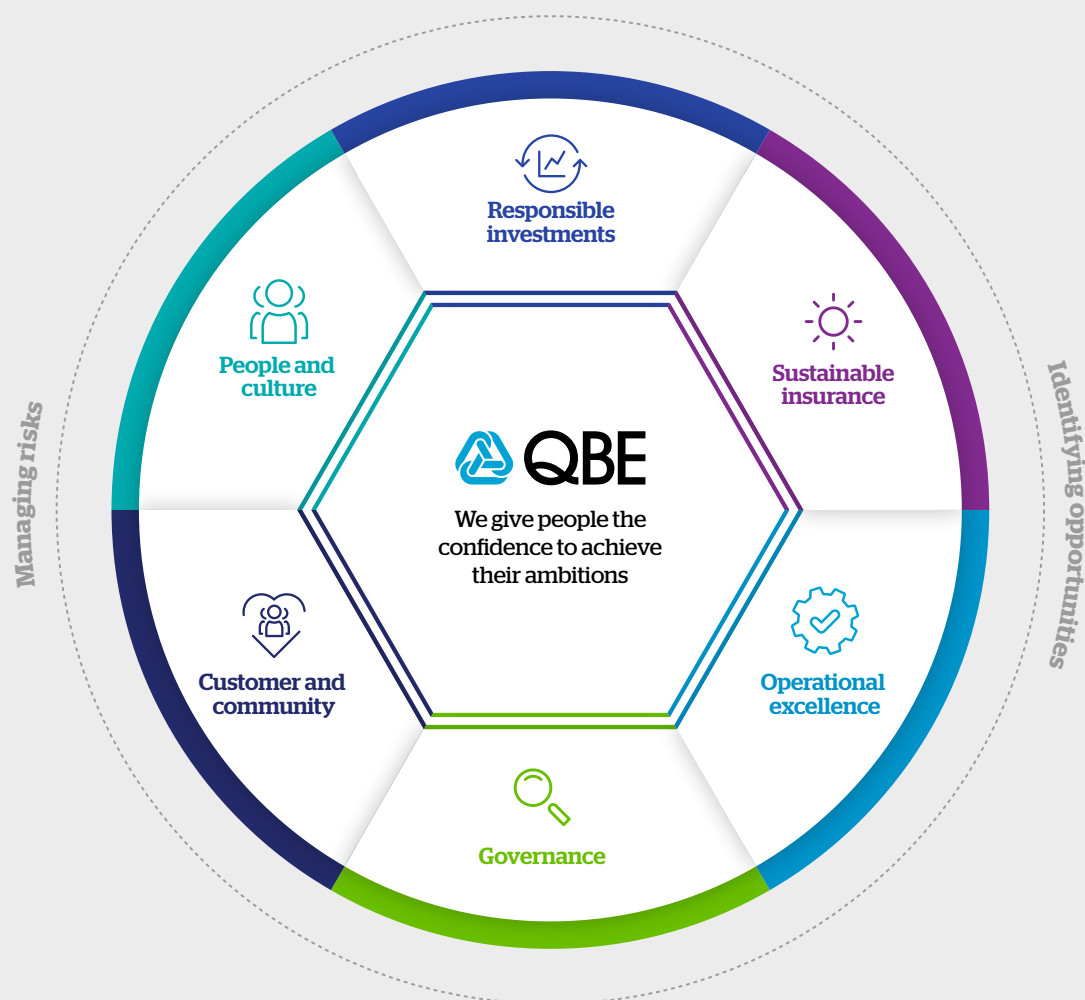 Responsible
investments
People and
culture
Sustainable
insurance
Managing risks
Identifying opportunities
QBE
We give people the
confidence to achieve
their ambitions
Customer and
community
Operational
excellence
Governance